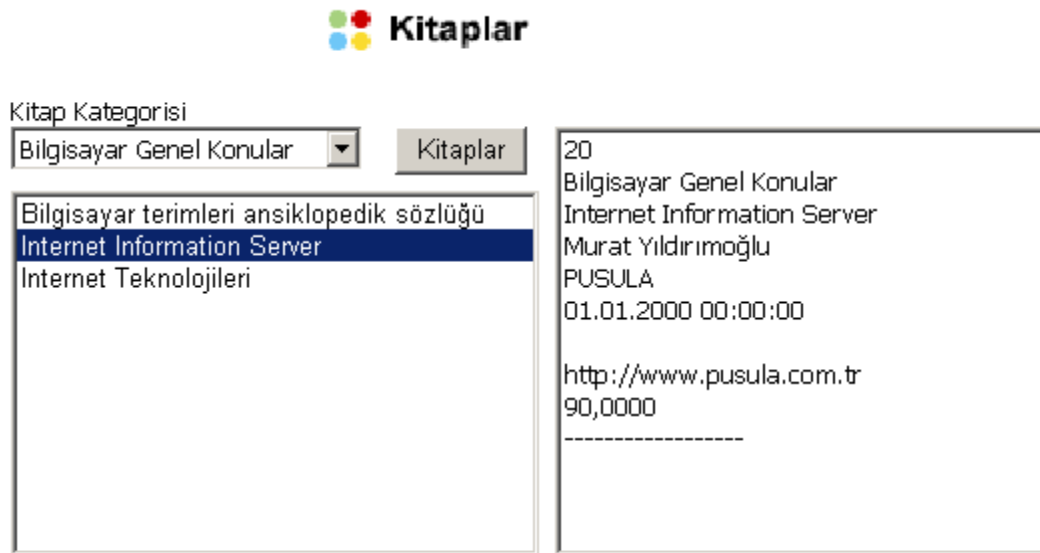 Kitaplar
Kitap Kategorisi
Bilgisayar Genel Konular
Kitaplar
Bilgisayar terimleri ansiklopedik sözlüğü
Internet Information Server
Internet Teknolojileri
20
Bilgisayar Genel Konular
Internet Information Server
Murat Yıldırımoğlu
PUSULA
01.01.2000 00:00:00
http://www.pusula.com.tr
90,0000
------------------